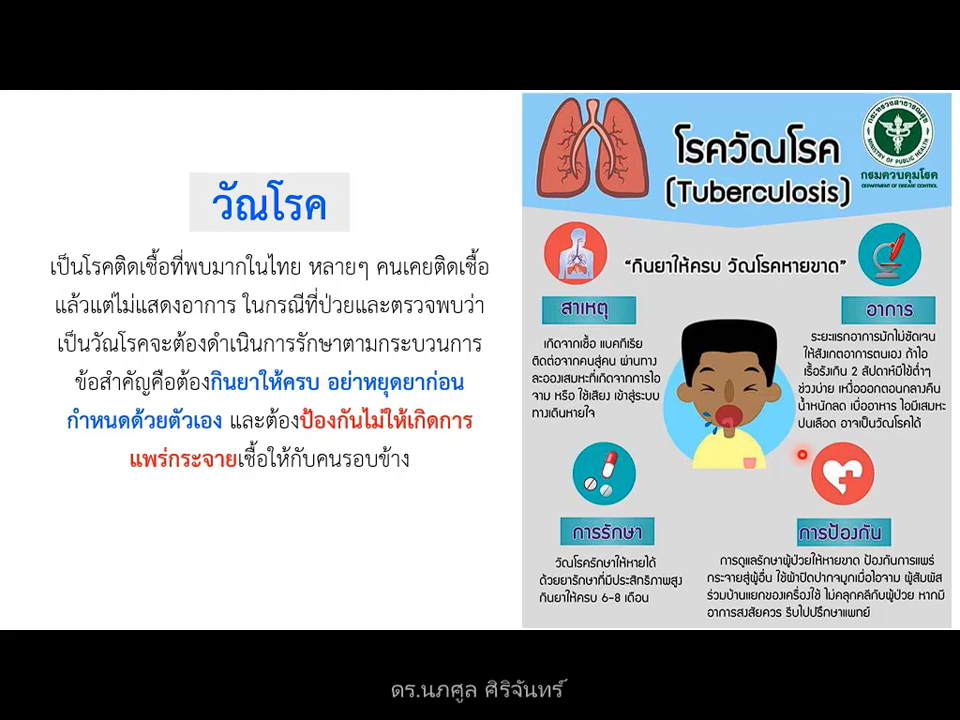 วัณโรค
เป็นโรคติดเชื้อที่พบมากในไทย หลายๆ คนเคยติดเชื้อ
แล้วแต่ไม่แสดงอาการ ในกรณีที่ป่วยและตรวจพบว่า
เป็นวัณโรคจะต้องดำเนินการรักษาตามกระบวนการ
ข้อสำคัญคือต้องกินยาให้ครบ อย่าหยุดยาก่อน
กำหนดด้วยตัวเอง และต้องป้องกันไม่ให้เกิดการ
แพร่กระจายเชื้อให้กับคนรอบข้าง
โรควัณโรค
(Tuberculosis)
กระทรวงสาธารณสุข
MINISTRY OF PUBLIC HEALTH
กรมควบคุมโรค
DEPARTMENT OF DISEASE CONTROL
“กินยาให้ครบ วัณโรคหายขาด”
สาเหตุ
เกิดจากเชื้อ แบคทีเรีย
ติดต่อจากคนสู่คน ผ่านทาง
ละอองเสมหะที่เกิดจากการไอ
จาม หรือ ใช้เสียง เข้าสู่ระบบ
ทางเดินหายใจ
อาการ
ระยะแรกอาการมักไม่ชัดเจน
ให้สังเกตอาการตนเอง ถ้าไอ
เรื้อรังเกิน 2 สัปดาห์มีไข้ต่ำๆ
ช่วงบ่าย เหงื่อออกตอนกลางคืน
น้ำหนักลด เบื่ออาหาร ไอมีเสมหะ
ปนเลือด อาจเป็นวัณโรคได้
การรักษา
วัณโรครักษาให้หายได้
ด้วยยารักษาที่มีประสิทธิภาพสูง
กินยาให้ครบ 6-8 เดือน
การป้องกัน
การดูแลรักษาผู้ป่วยให้หายขาด ป้องกันการแพร่
กระจายสู่ผู้อื่น ใช้ผ้าปิดปากจมูกเมื่อไอจาม ผู้สัมผัส
ร่วมบ้านแยกของเครื่องใช้ ไม่คลุกคลีกับผู้ป่วย หากมี
อาการสงสัยควร รีบไปปรึกษาแพทย์
ดร.นภศูล ศิริจันทร์